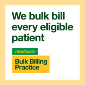 We bulk bill
every eligible
patient
medicare
Bulk Billing
Practice